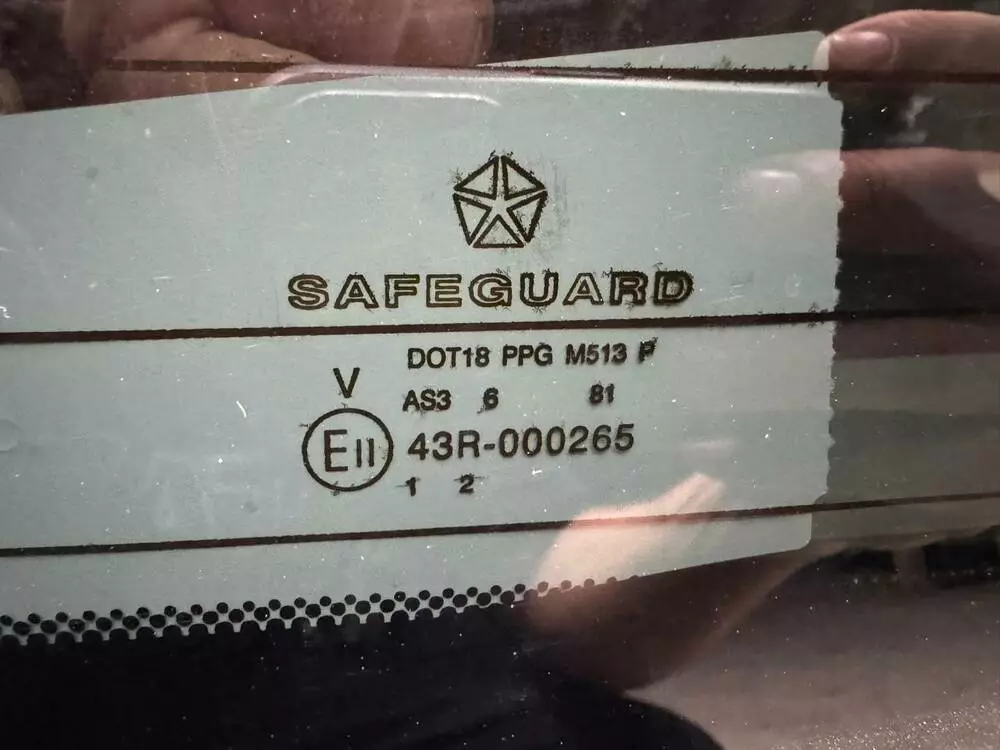 SAFEGUARD
DOT18 PPG M513 P
V
AS3 6 81
E11 43R-000265
1 2